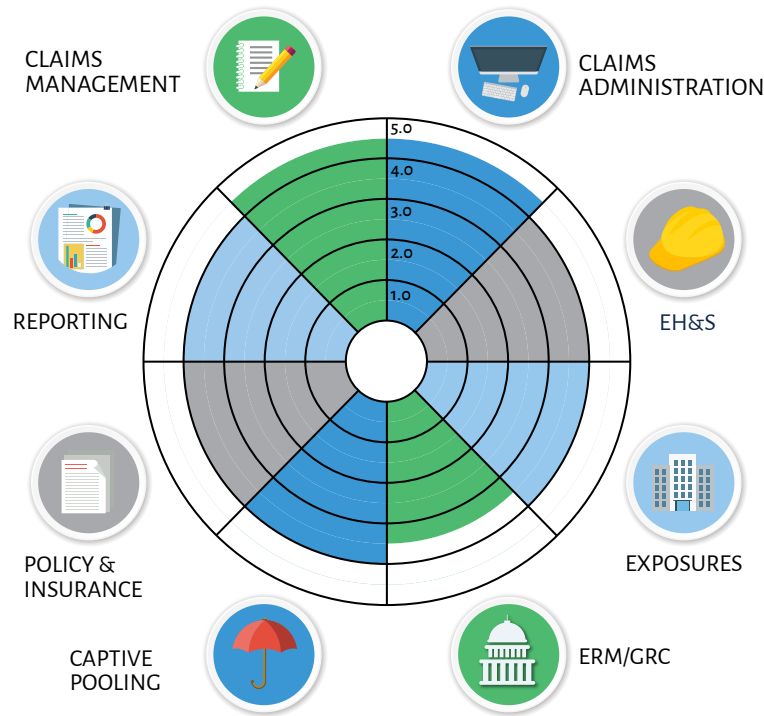 CLAIMS
MANAGEMENT
CLAIMS
ADMINISTRATION
5.0
4.0
3.0
2.0
1.0
REPORTING
EH&S
POLICY &
INSURANCE
EXPOSURES
CAPTIVE
POOLING
ERM/GRC